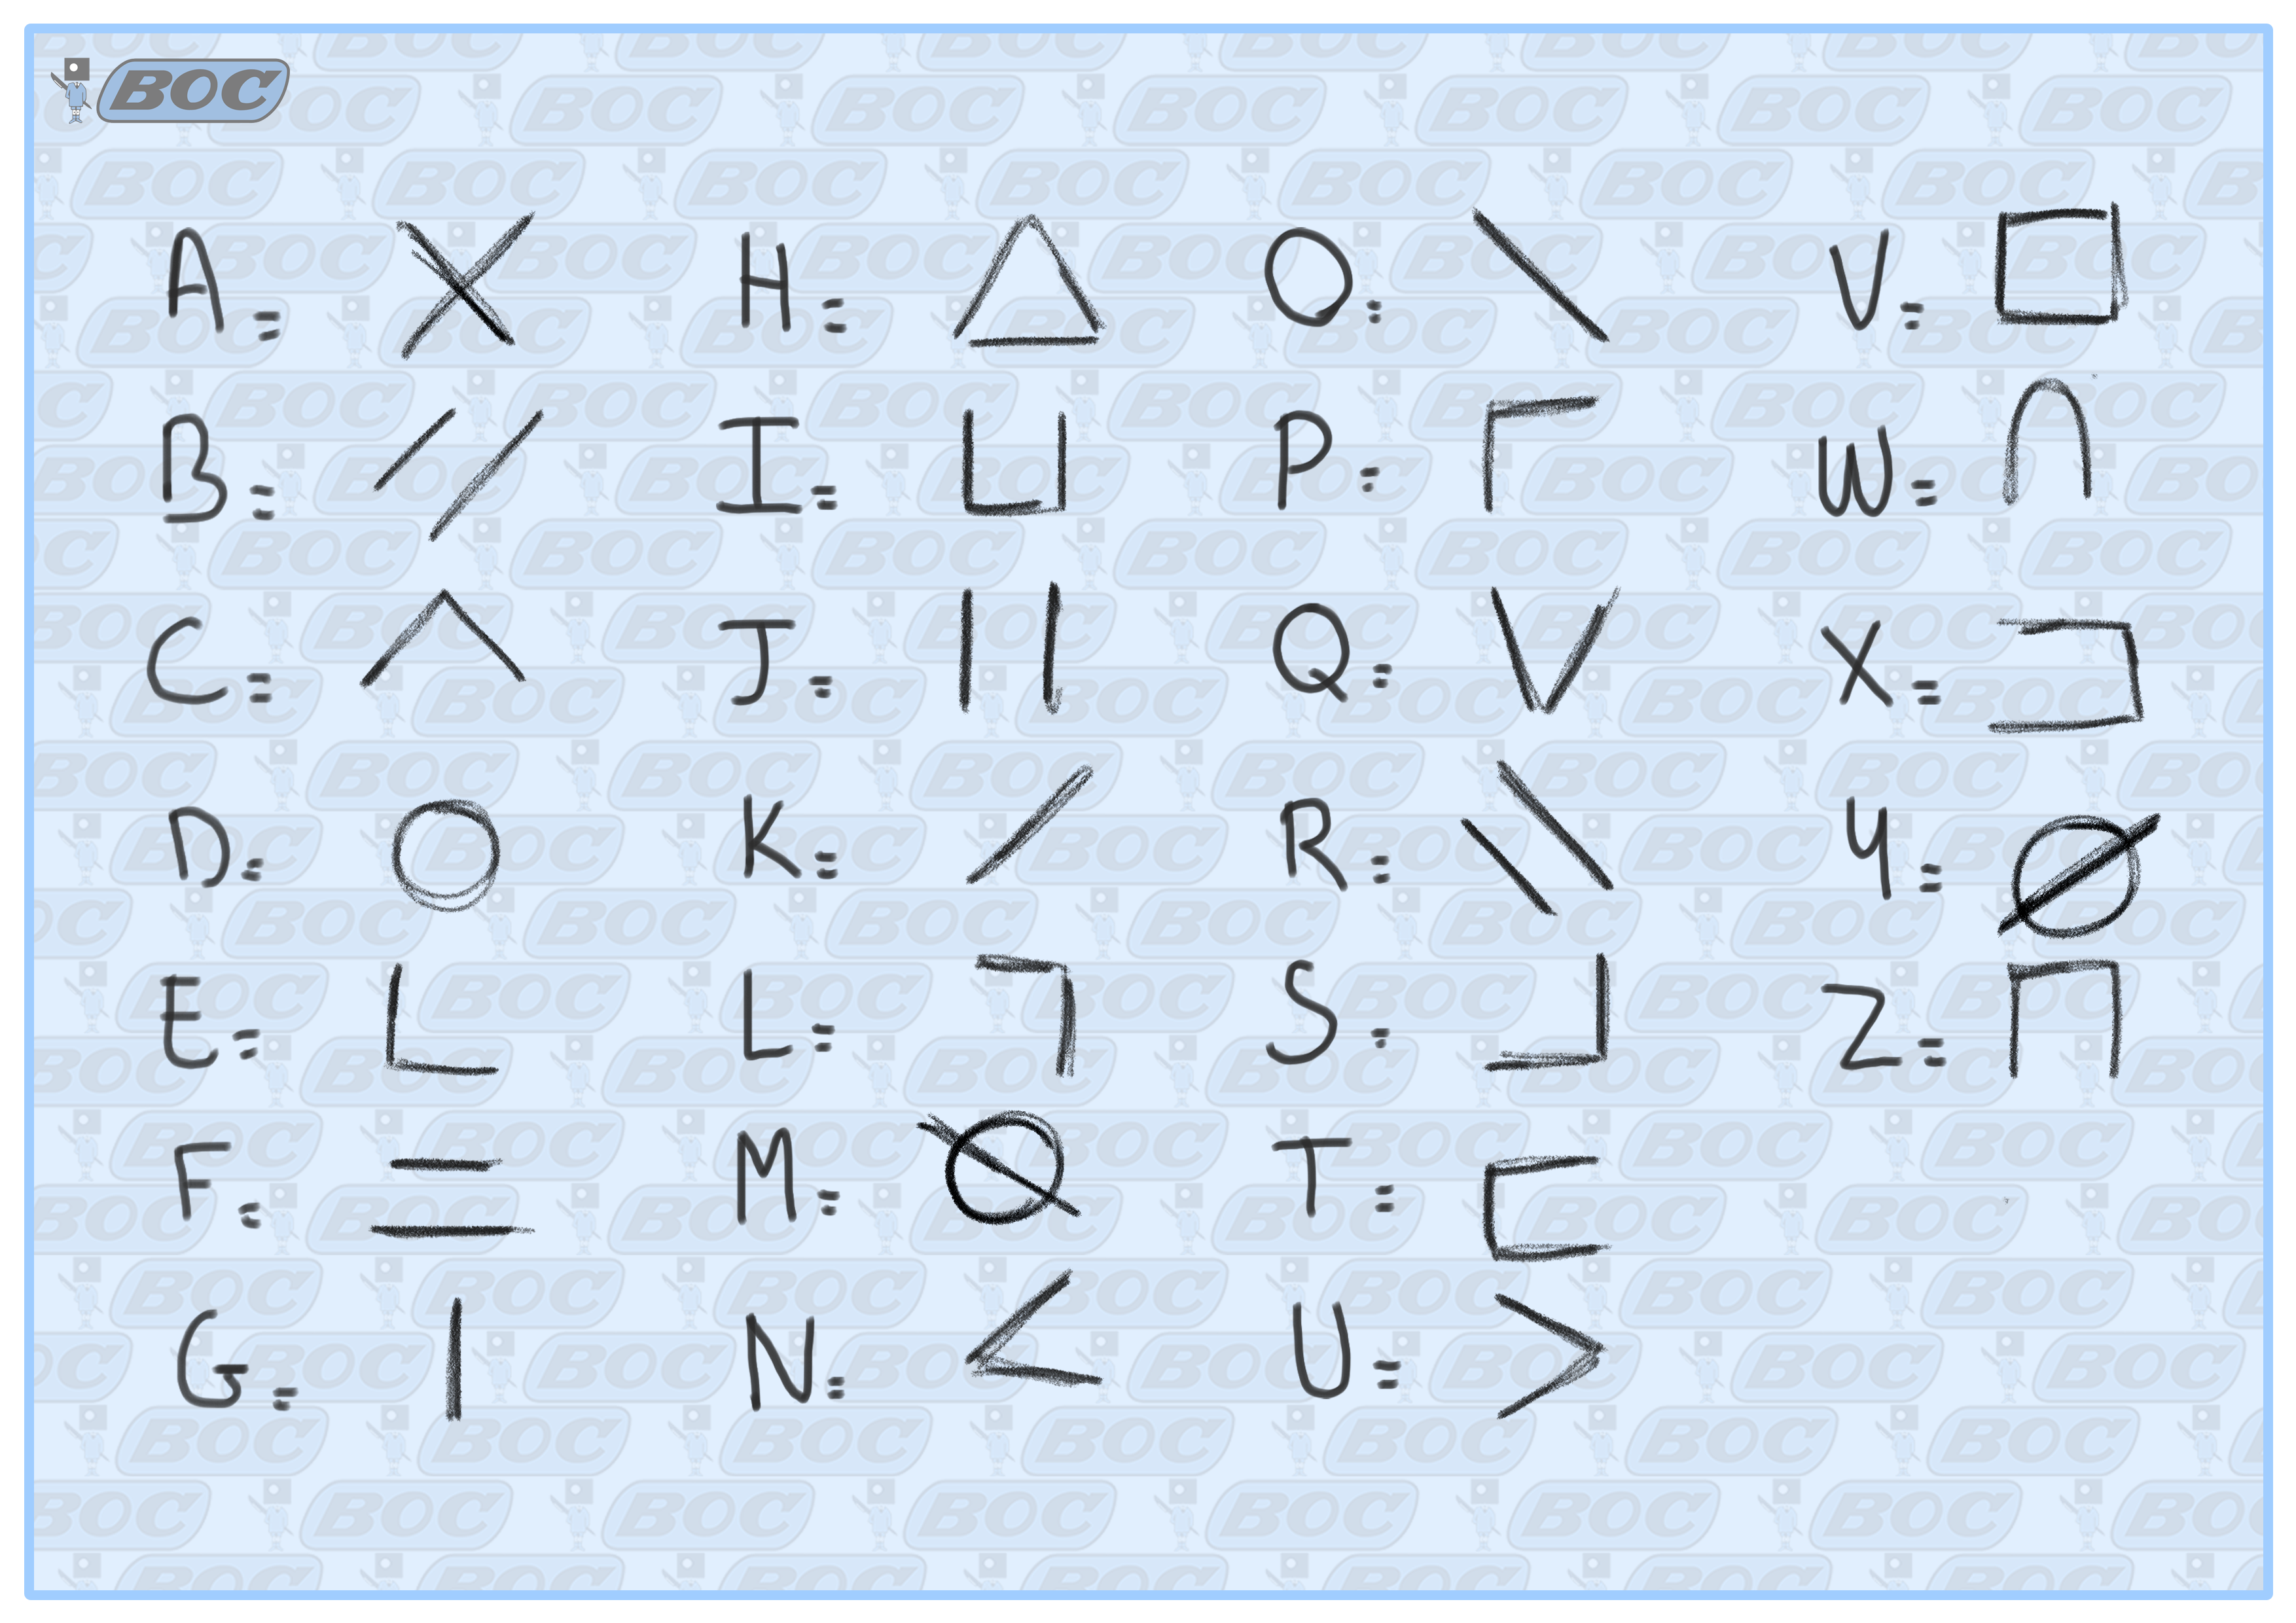 BOC
A = X H = △ O = \ V = □
B = // I = ⊔ P = Γ W = ∩
C = ∧ J = || Q = V X = ⊐
D = ○ K = / R = \\ Y = Ø
E = L L = ㄱ S = ⅃ Z = ⊓
F = = M = ⦰ T = ⊏
G = | N = < U = >